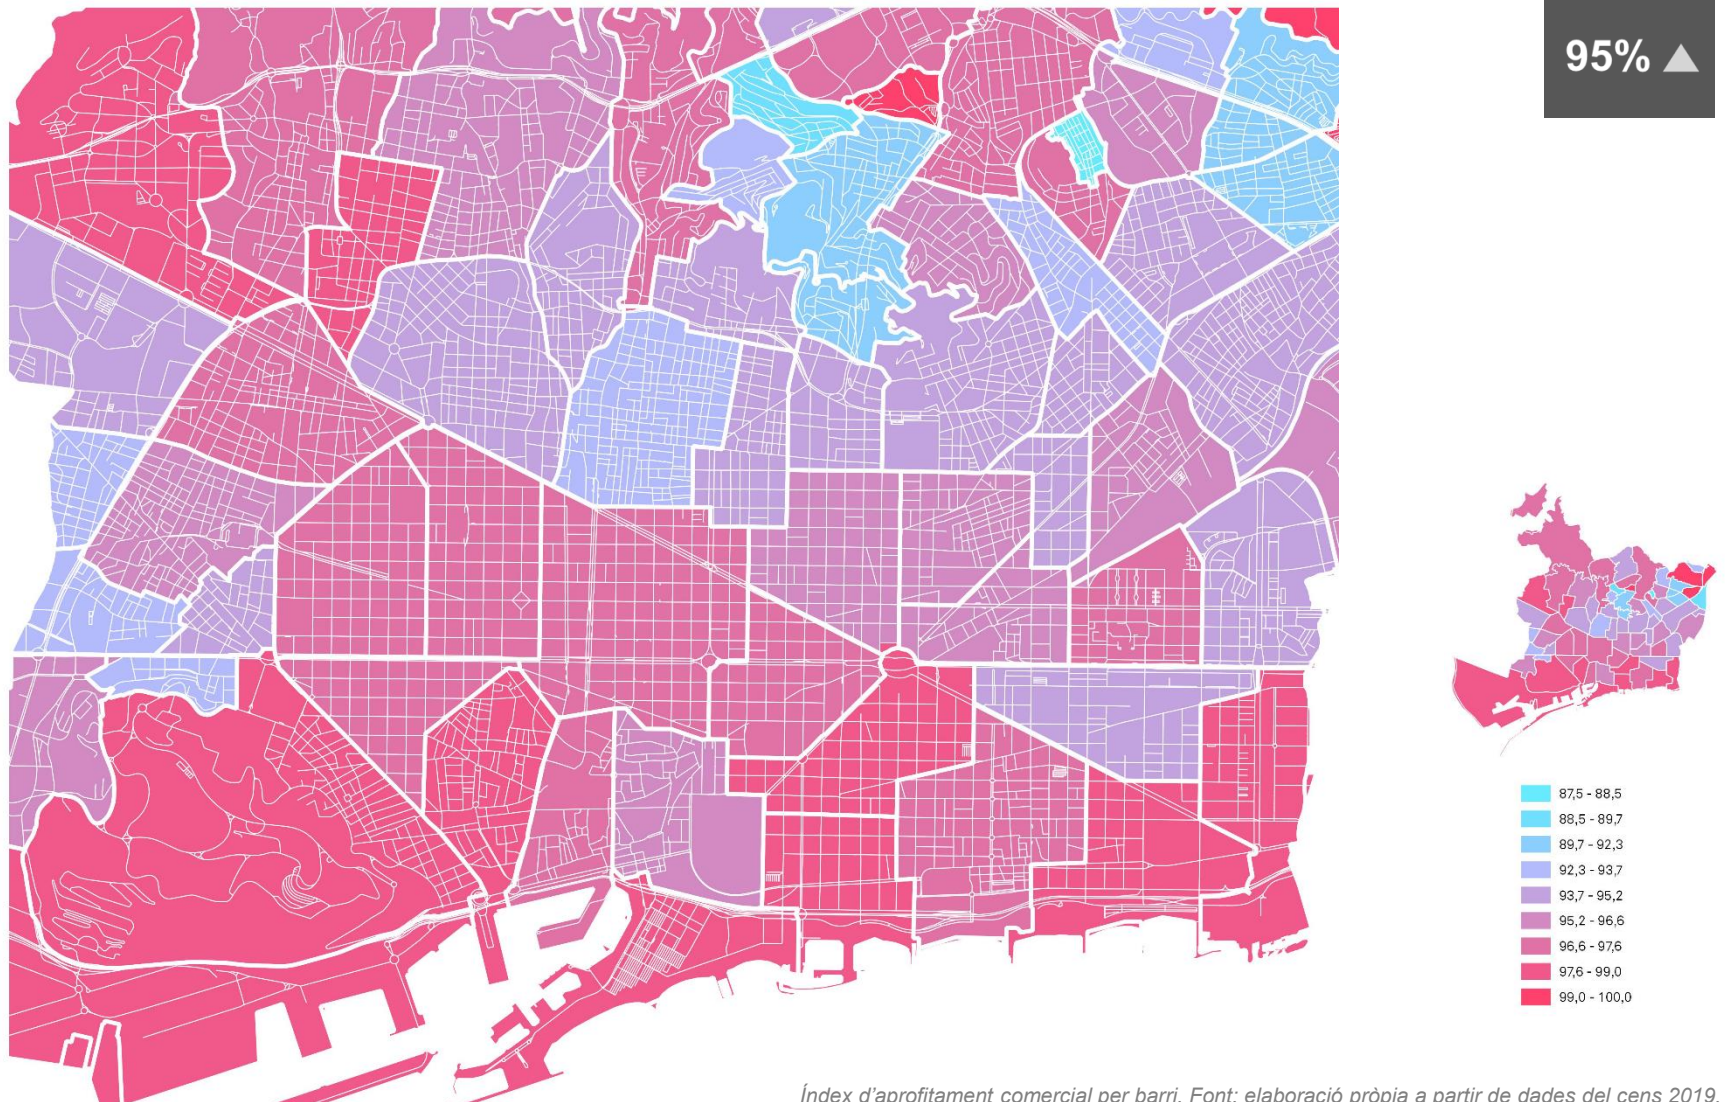 95%
87,5 - 88,5
88,5 - 89,7
89,7 - 92,3
92,3 - 93,7
93,7 - 95,2
95,2 - 96,6
96,6 - 97,6
97,6 - 99,0
99,0 - 100,0
Índex d'aprofitament comercial per barri. Font: elaboració pròpia a partir de dades del cens 2019.